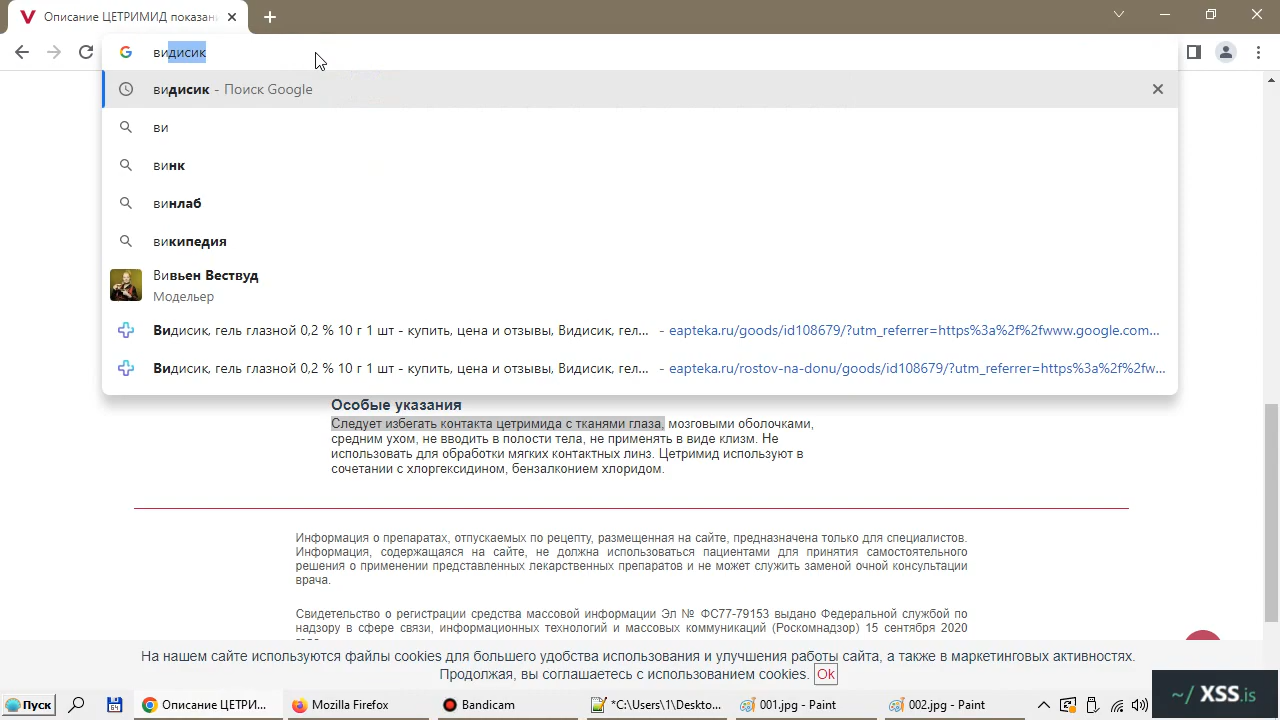 Описание ЦЕТРИМИД показани
видисик
видисик - Поиск Google
ви
винк
винлаб
википедия
Вивьен Вествуд
Модельер
Видисик, гель глазной 0,2 % 10 г 1 шт - купить, цена и отзывы, Видисик, гел... - eapteka.ru/goods/id108679/?utm_referrer=https%3a%2f%2fwww.google.com...
Видисик, гель глазной 0,2 % 10 г 1 шт - купить, цена и отзывы, Видисик, гел... - eapteka.ru/rostov-na-donu/goods/id108679/?utm_referrer=https%3a%2f%2fw...
Особые указания
Следует избегать контакта цетримида с тканями глаза, мозговыми оболочками,
средним ухом, не вводить в полости тела, не применять в виде клизм. Не
использовать для обработки мягких контактных линз. Цетримид используют в
сочетании с хлоргексидином, бензалконием хлоридом.
Информация о препаратах, отпускаемых по рецепту, размещенная на сайте, предназначена только для специалистов.
Информация, содержащаяся на сайте, не должна использоваться пациентами для принятия самостоятельного
решения о применении представленных лекарственных препаратов и не может служить заменой очной консультации
врача.
Свидетельство о регистрации средства массовой информации Эл № ФС77-79153 выдано Федеральной службой по
надзору в сфере связи, информационных технологий и массовых коммуникаций (Роскомнадзор) 15 сентября 2020
На нашем сайте используются файлы cookies для большего удобства использования и улучшения работы сайта, а также в маркетинговых активностях.
Продолжая, вы соглашаетесь с использованием cookies. Ok
Пуск
Описание ЦЕТРИ...
Mozilla Firefox
Bandicam
*C:\Users\1\Deskto...
001.jpg - Paint
002.jpg - Paint
~/ XSS.is